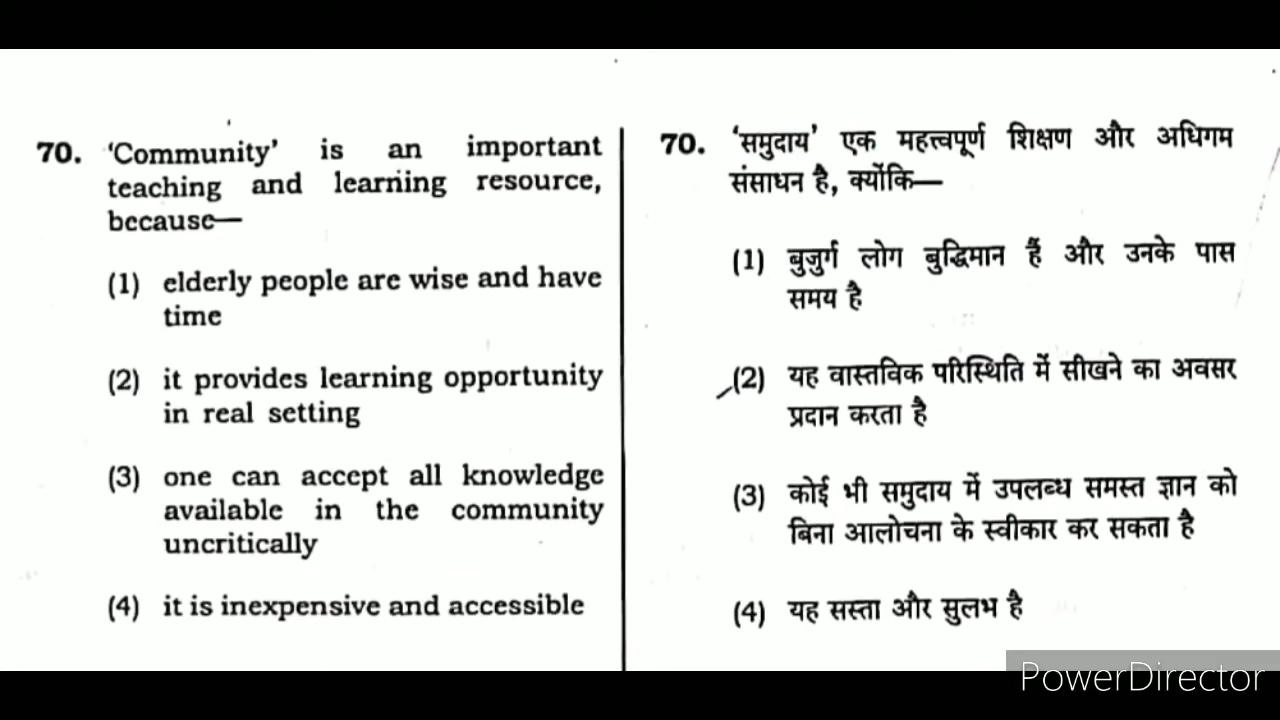 70. 'Community' is an important
teaching and learning resource,
because—
(1) elderly people are wise and have
time
(2) it provides learning opportunity
in real setting
(3) one can accept all knowledge
available in the community
uncritically
(4) it is inexpensive and accessible
70. 'समुदाय' एक महत्त्वपूर्ण शिक्षण और अधिगम
संसाधन है, क्योंकि—
(1) बुजुर्ग लोग बुद्धिमान हैं और उनके पास
समय है
(2) यह वास्तविक परिस्थिति में सीखने का अवसर
प्रदान करता है
(3) कोई भी समुदाय में उपलब्ध समस्त ज्ञान को
बिना आलोचना के स्वीकार कर सकता है
(4) यह सस्ता और सुलभ है
PowerDirector